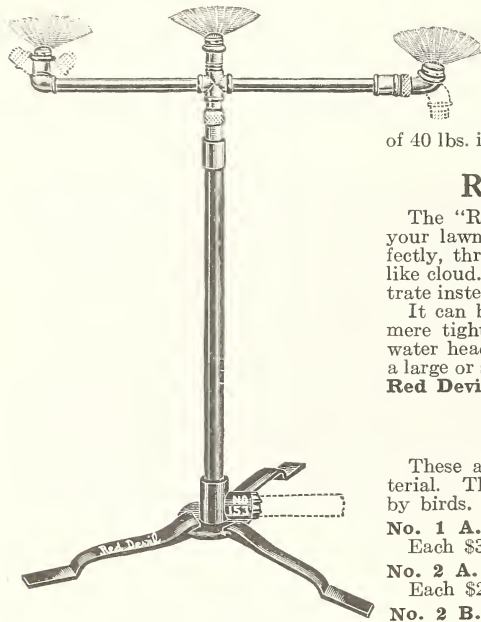 of 40 lbs. i
R
The “R
your lawn
fectly, thr
like cloud.
trate inste
It can b
mere tight
water head
a large or
Red Devi
These a
terial. Th
by birds.
No. 1 A.
Each $3
No. 2 A.
Each $2
No. 2 B.
NO.
153
Red Devil